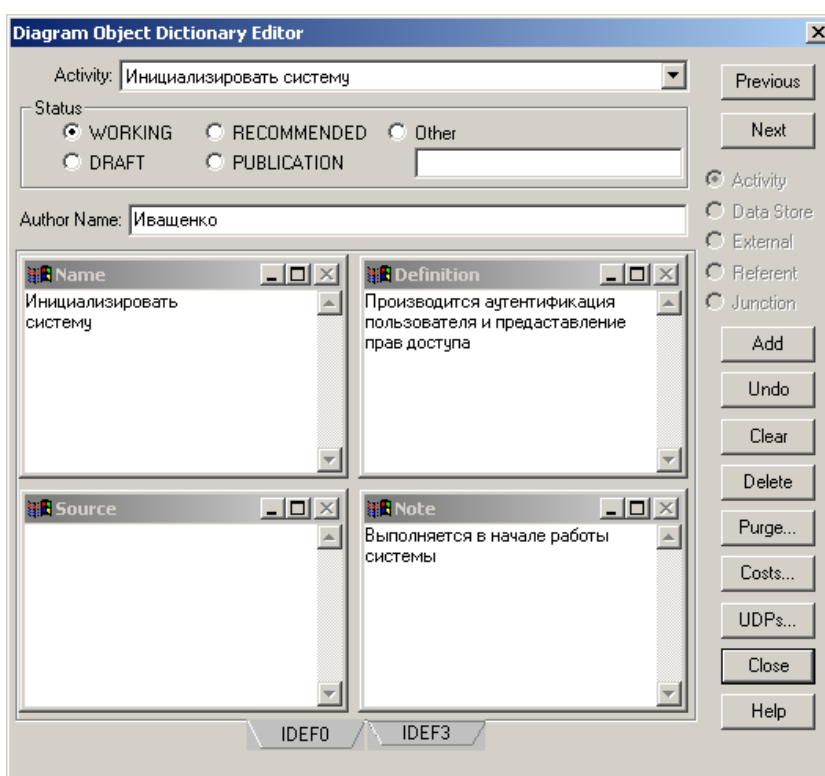 Diagram Object Dictionary Editor
Activity: Инициализировать систему
Previous
Status
WORKING RECOMMENDED Other
Next
DRAFT PUBLICATION
Activity
Author Name: Иващенко
Data Store
External
Name
Definition
Referent
Инициализировать
систему
Производится аутентификация
пользователя и предаставление
прав доступа
Junction
Add
Undo
Clear
Delete
Source
Note
Выполняется в начале работы
системы
Purge...
Costs...
UDPs...
Close
Help
IDEF0 IDEF3